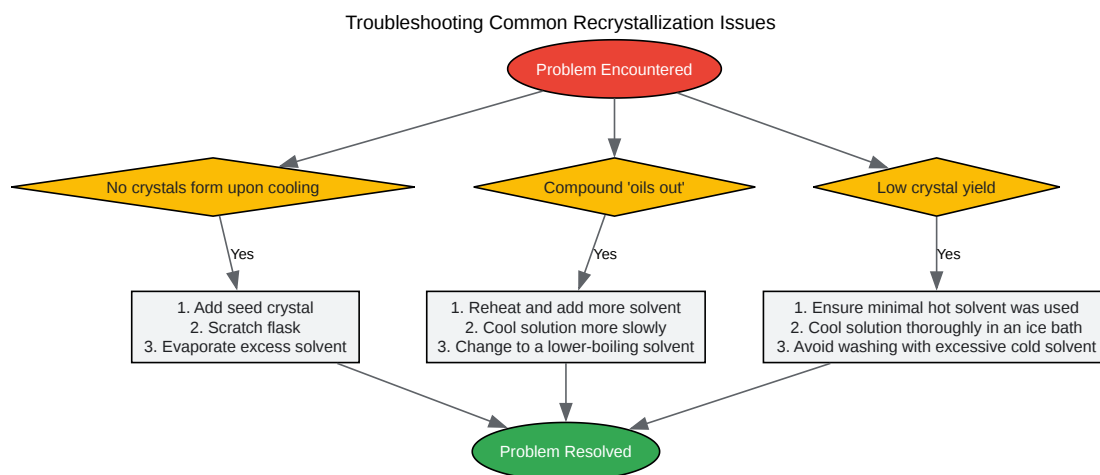 Troubleshooting Common Recrystallization Issues
Problem Encountered
No crystals form upon cooling
Compound 'oils out'
Low crystal yield
Yes
Yes
Yes
1. Add seed crystal
2. Scratch flask
3. Evaporate excess solvent
1. Reheat and add more solvent
2. Cool solution more slowly
3. Change to a lower-boiling solvent
1. Ensure minimal hot solvent was used
2. Cool solution thoroughly in an ice bath
3. Avoid washing with excessive cold solvent
Problem Resolved